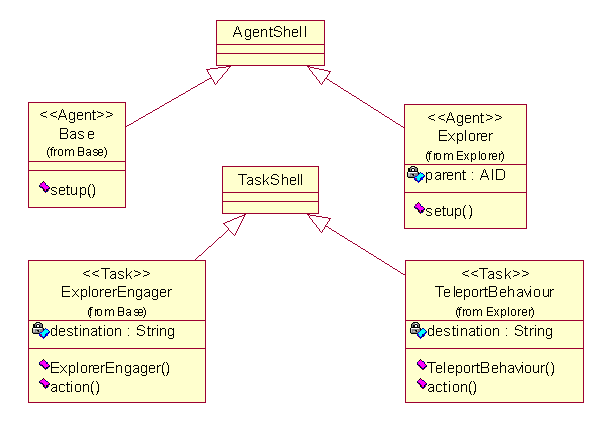 AgentShell
<<Agent>>
Base
(from Base)
setup()
<<Agent>>
Explorer
(from Explorer)
parent : AID
setup()
TaskShell
<<Task>>
ExplorerEngager
(from Base)
destination : String
ExplorerEngager()
action()
<<Task>>
TeleportBehaviour
(from Explorer)
destination : String
TeleportBehaviour()
action()